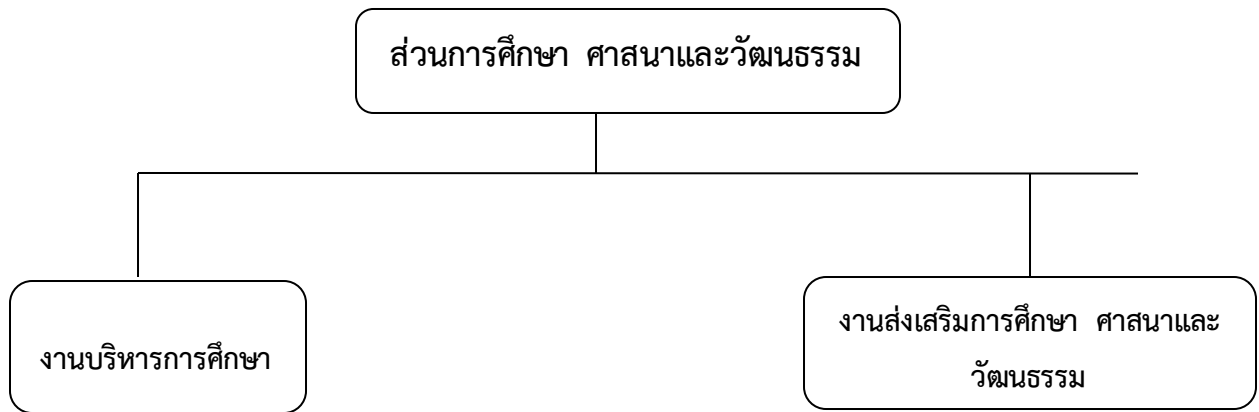 ส่วนการศึกษา ศาสนาและวัฒนธรรม
งานบริหารการศึกษา
งานส่งเสริมการศึกษา ศาสนาและ
วัฒนธรรม